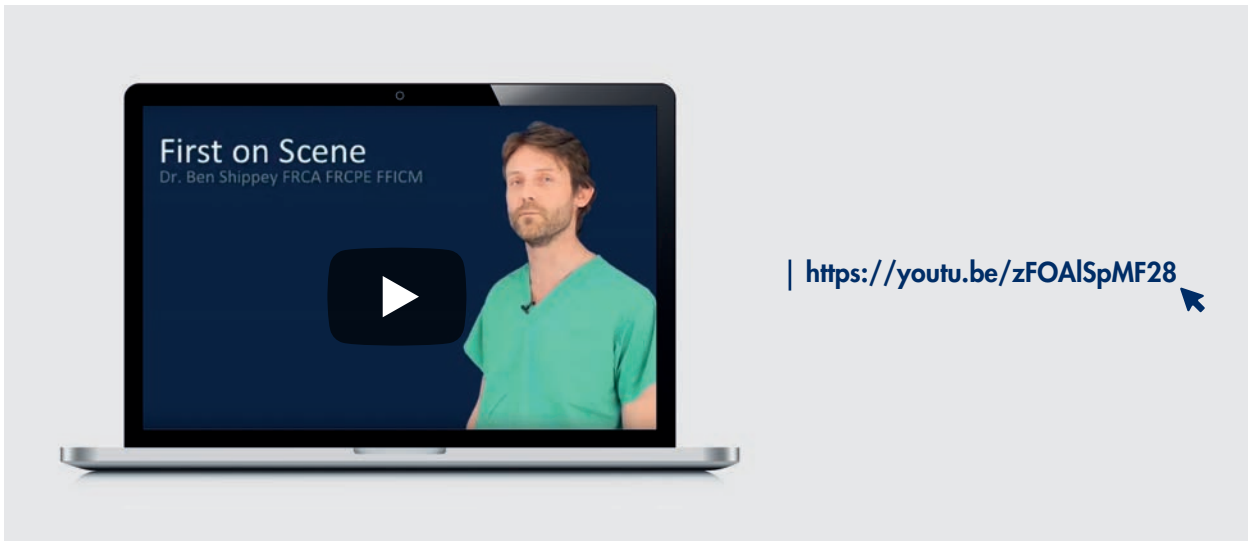 First on Scene
Dr. Ben Shippey FRCA FRCPE FFICM
| https://youtu.be/zFOAlSpMF28